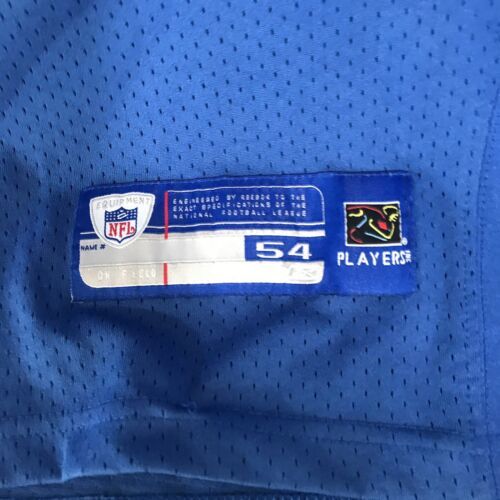 EQUIPMENT
NFL
ENGINEERED BY REEBOK TO THE
EXACT SPECIFICATIONS OF THE
NATIONAL FOOTBALL LEAGUE
NAME #
54
ON FIELD
PLAYERS INC